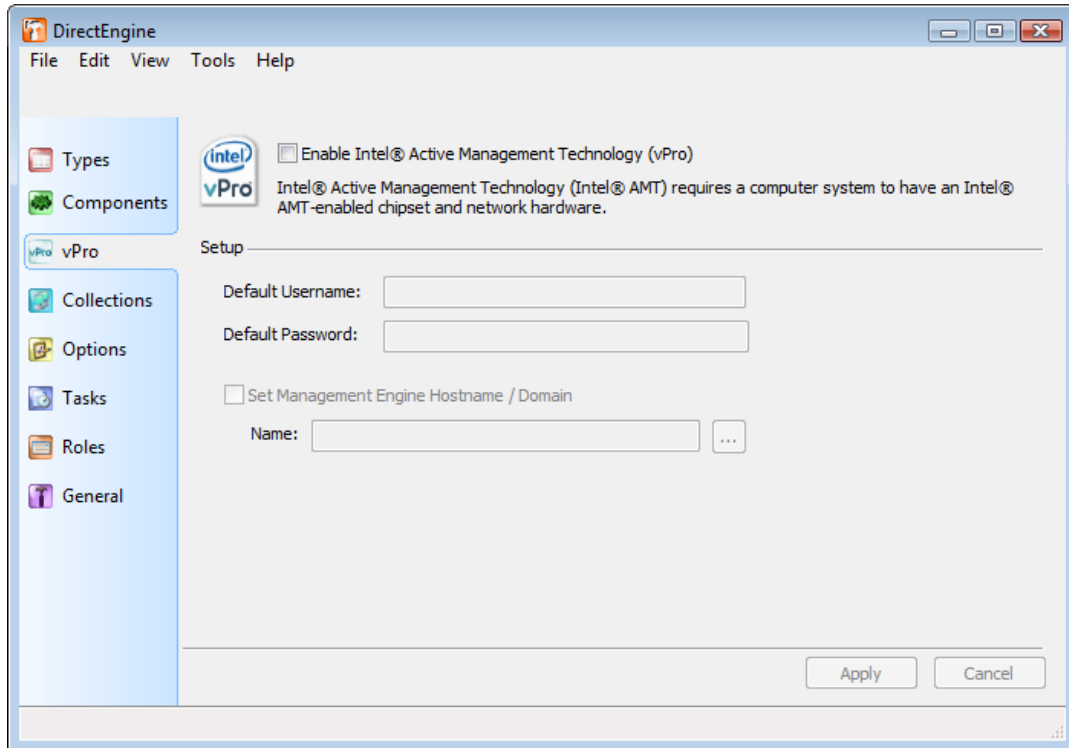 DirectEngine
File Edit View Tools Help
Types
Components
vPro vPro
Collections
Options
Tasks
Roles
General
intel vPro
Enable Intel® Active Management Technology (vPro)
Intel® Active Management Technology (Intel® AMT) requires a computer system to have an Intel®
AMT-enabled chipset and network hardware.
Setup
Default Username:
Default Password:
Set Management Engine Hostname / Domain
Name: ...
Apply Cancel